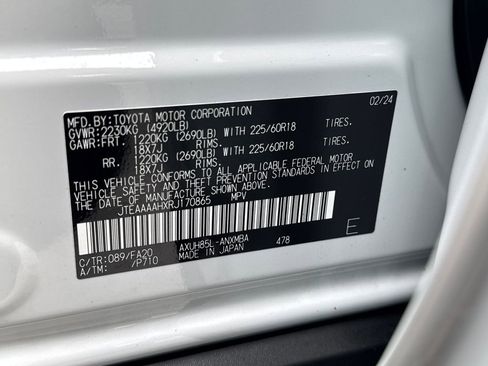 MFD.BY:TOYOTA MOTOR CORPORATION 02/24
GVWR:2230KG (4920LB)
GAWR:FRT. 1220KG (2690LB) WITH 225/60R18 TIRES.
18X7J RIMS.
RR. 1220KG (2690LB) WITH 225/60R18 TIRES.
18X7J RIMS.
THIS VEHICLE CONFORMS TO ALL APPLICABLE FEDERAL MOTOR
VEHICLE SAFETY AND THEFT PREVENTION STANDARDS IN EFFECT ON
THE DATE OF MANUFACTURE SHOWN ABOVE.
JTEAAAAHXRJ170865 MPV
C/TR:089/FA20 AXUH85L-ANXMBA 478 E
A/TM: /P710 MADE IN JAPAN